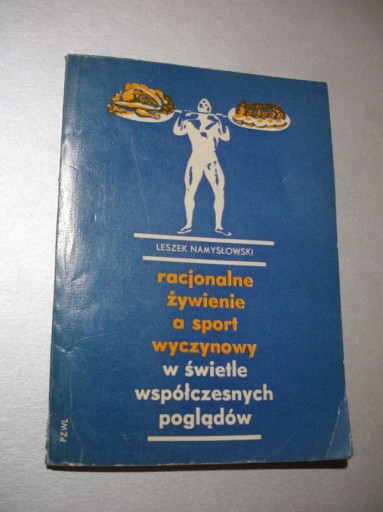 LESZEK NAMYSŁOWSKI
racjonalne
żywienie
a sport
wyczynowy
w świetle
współczesnych
poglądów
PZWL